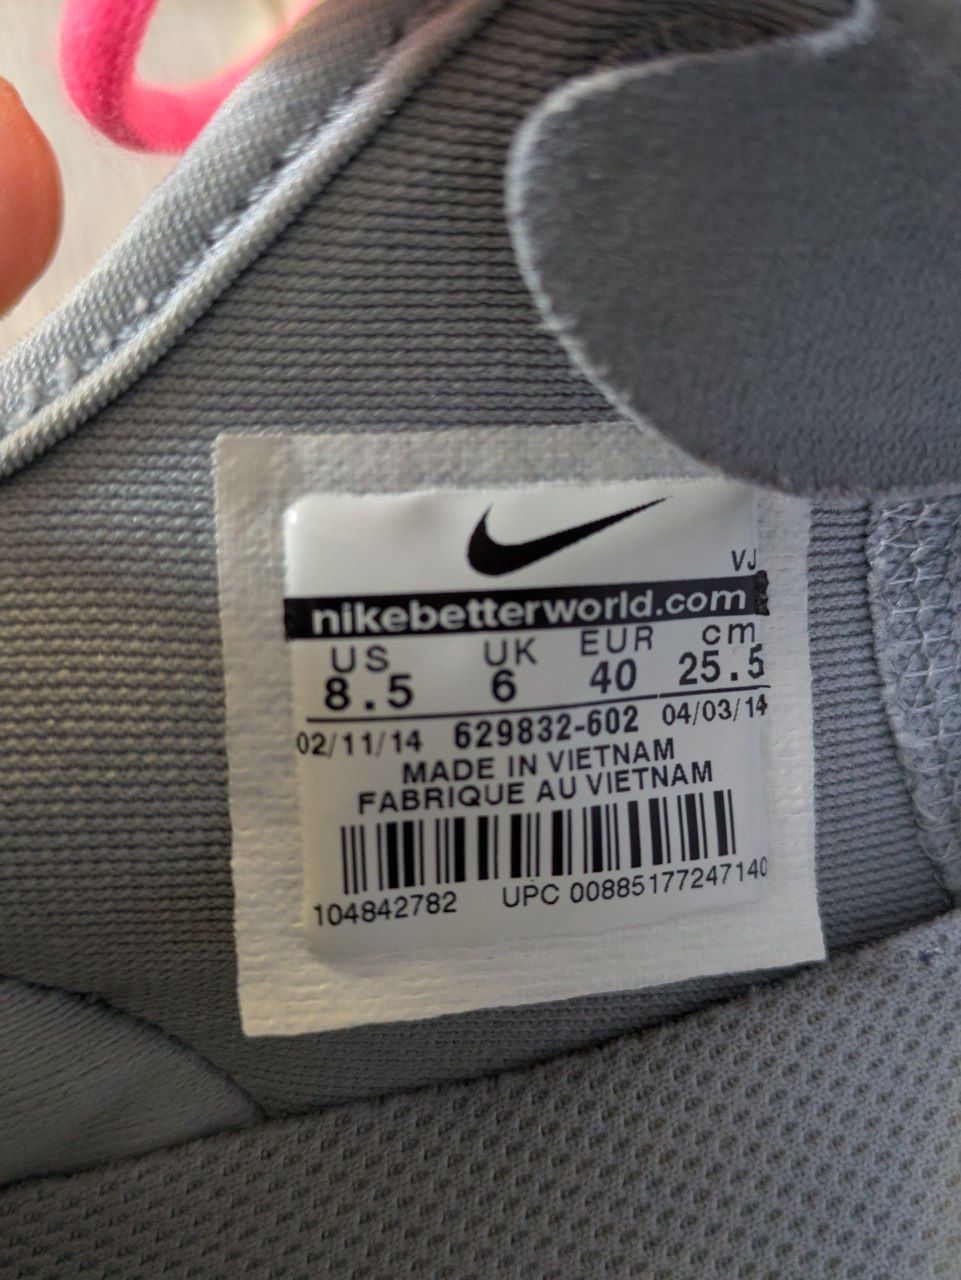 VJ
nikebetterworld.com
US UK EUR cm
8.5 6 40 25.5
02/11/14 629832-602 04/03/14
MADE IN VIETNAM
FABRIQUE AU VIETNAM
104842782 UPC 00885177247140